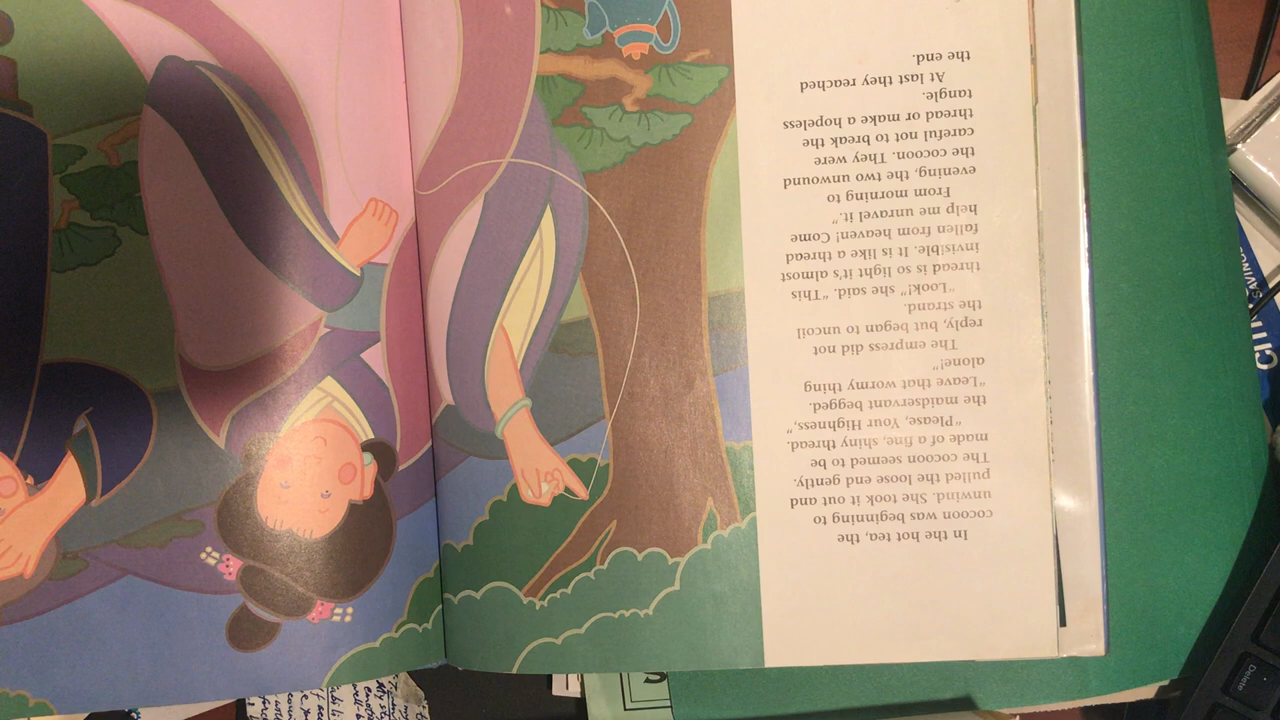 In the hot tea, the
cocoon was beginning to
unwind. She took it out and
pulled the loose end gently.
The cocoon seemed to be
made of a fine, shiny thread.
"Please, Your Highness,"
the maidservant begged.
"Leave that wormy thing
alone!"
The empress did not
reply, but began to uncoil
the strand.
"Look!" she said. "This
thread is so light it's almost
invisible. It is like a thread
fallen from heaven! Come
help me unravel it."
From morning to
evening, the two unwound
the cocoon. They were
careful not to break the
thread or make a hopeless
tangle.
At last they reached
the end.
SAVINGS
Delete